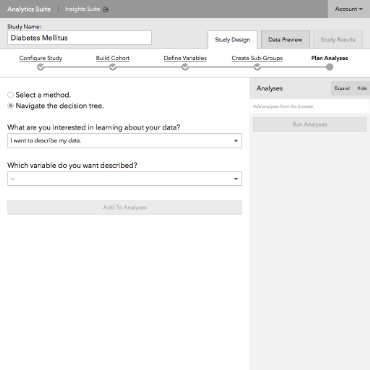 Analytics Suite | Insights Suite Account
Study Name:
Diabetes Mellitus
Study Design Data Preview Study Results
Configure Study Build Cohort Define Variables Create Sub-Groups Plan Analyses
Select a method.
Navigate the decision tree.
Analyses Expand Hide
Add analyses from the browser
Run Analyses
What are you interested in learning about your data?
I want to describe my data.
Which variable do you want described?
--
Add To Analyses